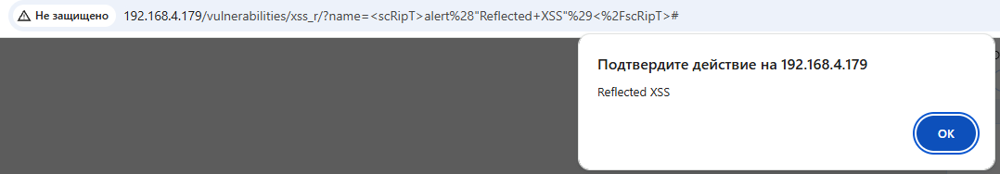 Не защищено 192.168.4.179/vulnerabilities/xss_r/?name=<scRipT>alert%28"Reflected+XSS"%29<%2FscRipT>#
Подтвердите действие на 192.168.4.179
Reflected XSS
ОК